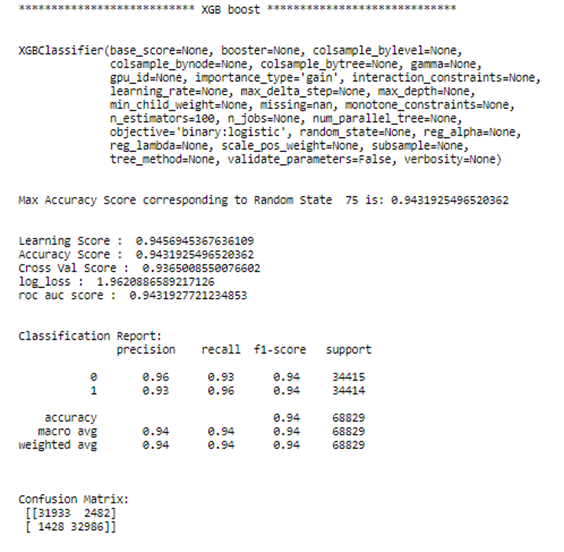 *************************** XGB boost *****************************
XGBClassifier(base_score=None, booster=None, colsample_bylevel=None,
colsample_bynode=None, colsample_bytree=None, gamma=None,
gpu_id=None, importance_type='gain', interaction_constraints=None,
learning_rate=None, max_delta_step=None, max_depth=None,
min_child_weight=None, missing=nan, monotone_constraints=None,
n_estimators=100, n_jobs=None, num_parallel_tree=None,
objective='binary:logistic', random_state=None, reg_alpha=None,
reg_lambda=None, scale_pos_weight=None, subsample=None,
tree_method=None, validate_parameters=False, verbosity=None)
Max Accuracy Score corresponding to Random State  75 is: 0.9431925496520362
Learning Score :  0.9456945367636109
Accuracy Score :  0.9431925496520362
Cross Val Score :  0.9365008550076602
log_loss :  1.9620886589217126
roc auc score :  0.9431927721234853
Classification Report:
precision    recall  f1-score   support
0       0.96      0.93      0.94     34415
1       0.93      0.96      0.94     34414
accuracy                           0.94     68829
macro avg       0.94      0.94      0.94     68829
weighted avg       0.94      0.94      0.94     68829
Confusion Matrix:
[[31933  2482]
[ 1428 32986]]